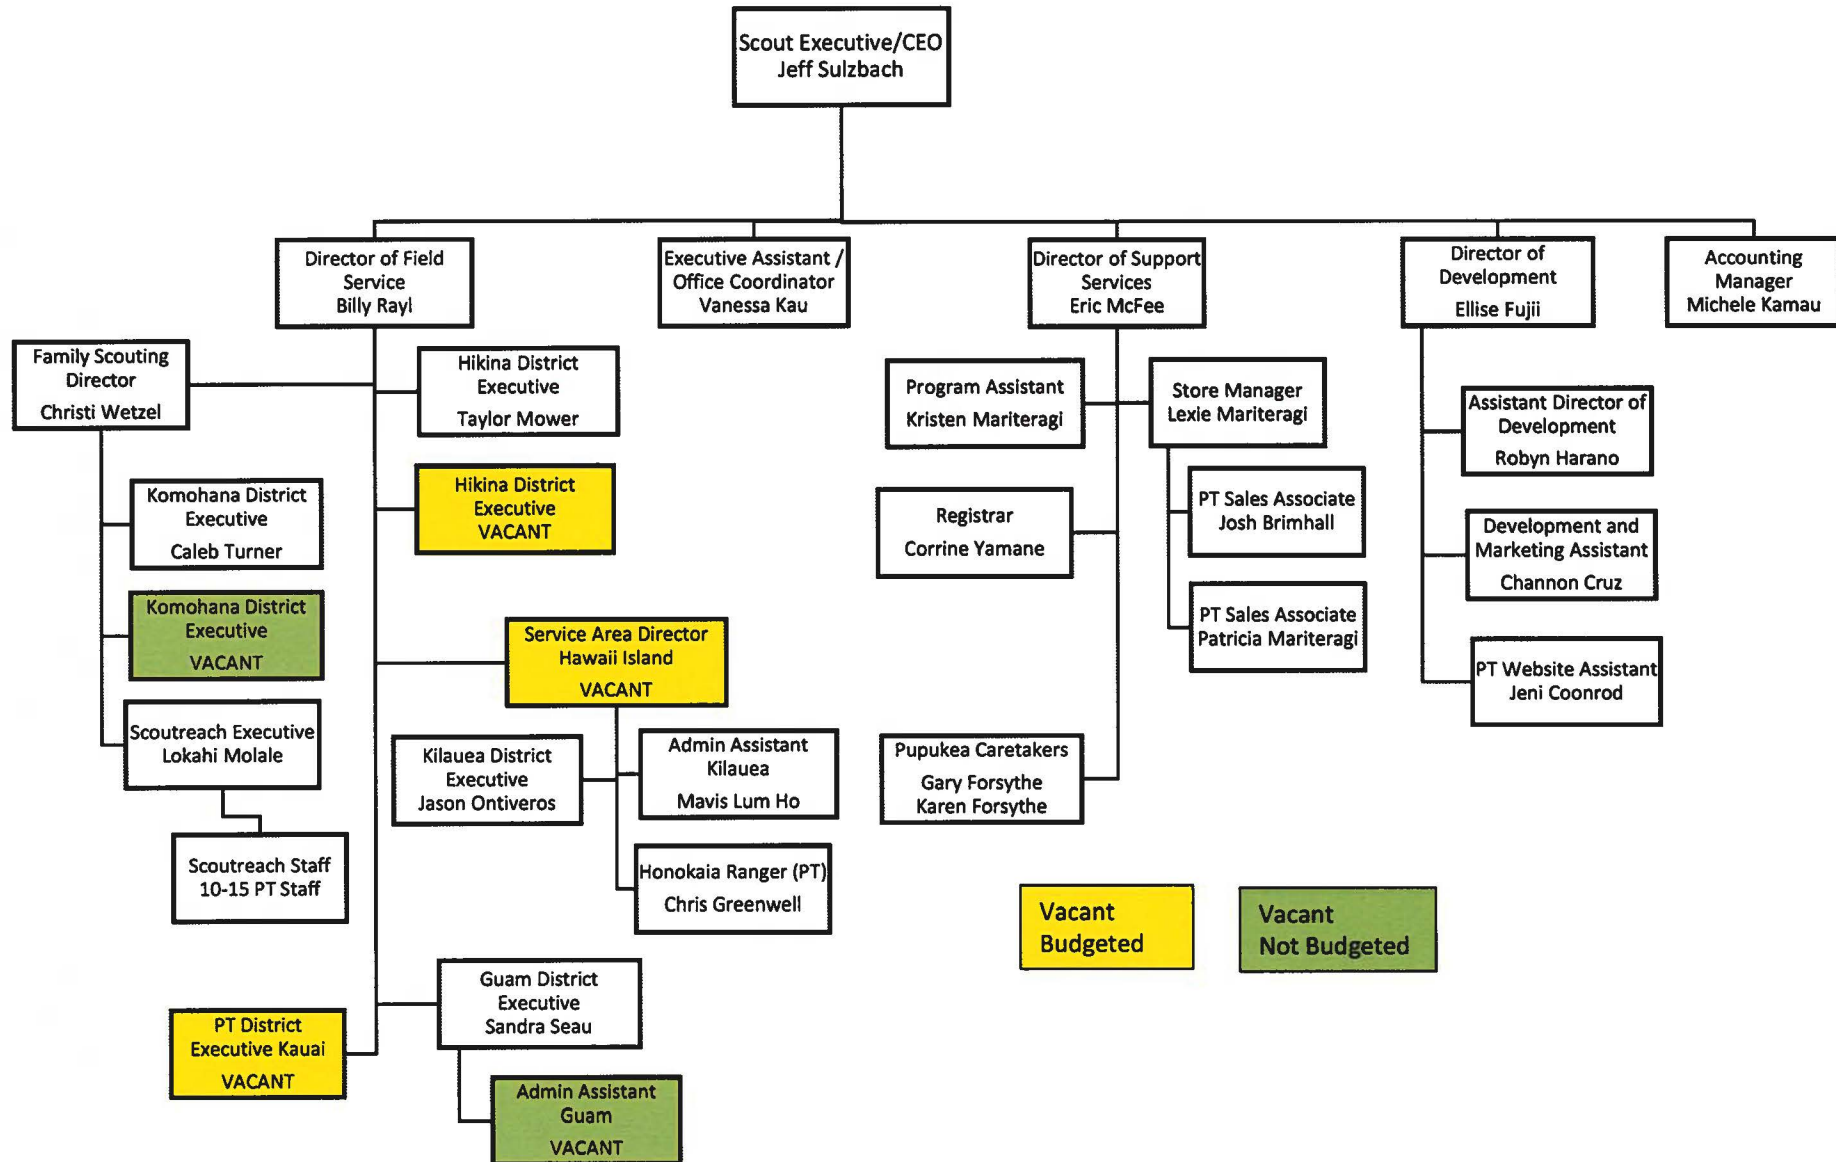 Scout Executive/CEO
Jeff Sulzbach
Director of Field
Service
Billy Rayl
Executive Assistant /
Office Coordinator
Vanessa Kau
Director of Support
Services
Eric McFee
Director of
Development
Ellise Fujii
Accounting
Manager
Michele Kamau
Family Scouting
Director
Christi Wetzel
Hikina District
Executive
Taylor Mower
Program Assistant
Kristen Mariteragi
Store Manager
Lexie Mariteragi
Assistant Director of
Development
Robyn Harano
Komohana District
Executive
Caleb Turner
Hikina District
Executive
VACANT
Registrar
Corrine Yamane
PT Sales Associate
Josh Brimhall
Development and
Marketing Assistant
Channon Cruz
Komohana District
Executive
VACANT
Service Area Director
Hawaii Island
VACANT
PT Sales Associate
Patricia Mariteragi
PT Website Assistant
Jeni Coonrod
Scoutreach Executive
Lokahi Molale
Kilauea District
Executive
Jason Ontiveros
Admin Assistant
Kilauea
Mavis Lum Ho
Pupukea Caretakers
Gary Forsythe
Karen Forsythe
Scoutreach Staff
10-15 PT Staff
Honokaia Ranger (PT)
Chris Greenwell
Vacant
Budgeted
Vacant
Not Budgeted
Guam District
Executive
Sandra Seau
PT District
Executive Kauai
VACANT
Admin Assistant
Guam
VACANT